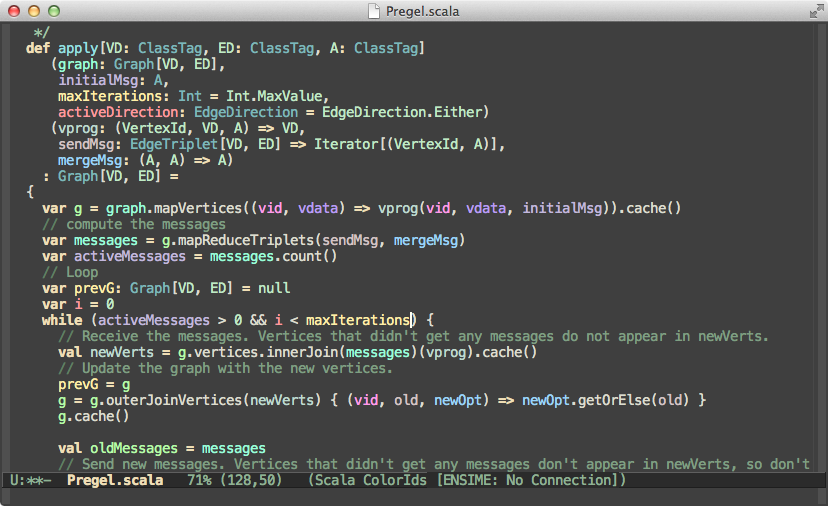 Pregel.scala
   */
  def apply[VD: ClassTag, ED: ClassTag, A: ClassTag]
     (graph: Graph[VD, ED],
      initialMsg: A,
      maxIterations: Int = Int.MaxValue,
      activeDirection: EdgeDirection = EdgeDirection.Either)
     (vprog: (VertexId, VD, A) => VD,
      sendMsg: EdgeTriplet[VD, ED] => Iterator[(VertexId, A)],
      mergeMsg: (A, A) => A)
    : Graph[VD, ED] =
  {
    var g = graph.mapVertices((vid, vdata) => vprog(vid, vdata, initialMsg)).cache()
    // compute the messages
    var messages = g.mapReduceTriplets(sendMsg, mergeMsg)
    var activeMessages = messages.count()
    // Loop
    var prevG: Graph[VD, ED] = null
    var i = 0
    while (activeMessages > 0 && i < maxIterations) {
      // Receive the messages. Vertices that didn't get any messages do not appear in newVerts.
      val newVerts = g.vertices.innerJoin(messages)(vprog).cache()
      // Update the graph with the new vertices.
      prevG = g
      g = g.outerJoinVertices(newVerts) { (vid, old, newOpt) => newOpt.getOrElse(old) }
      g.cache()

      val oldMessages = messages
      // Send new messages. Vertices that didn't get any messages don't appear in newVerts, so don't
U:**-  Pregel.scala   71% (128,50)   (Scala ColorIds [ENSIME: No Connection])